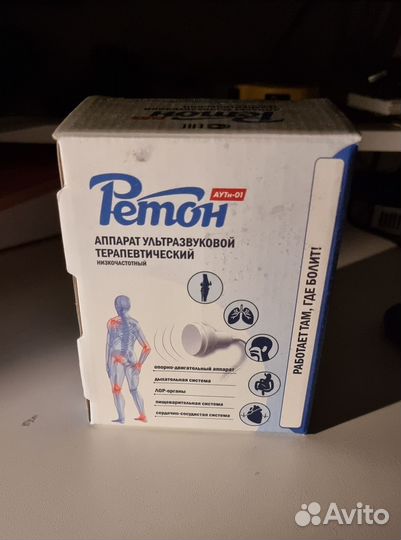 Ретон
Ретон
АУТн-01
АППАРАТ УЛЬТРАЗВУКОВОЙ
ТЕРАПЕВТИЧЕСКИЙ
НИЗКОЧАСТОТНЫЙ
РАБОТАЕТ ТАМ, ГДЕ БОЛИТ!
опорно-двигательный аппарат
дыхательная система
ЛОР-органы
пищеварительная система
сердечно-сосудистая система
Avito